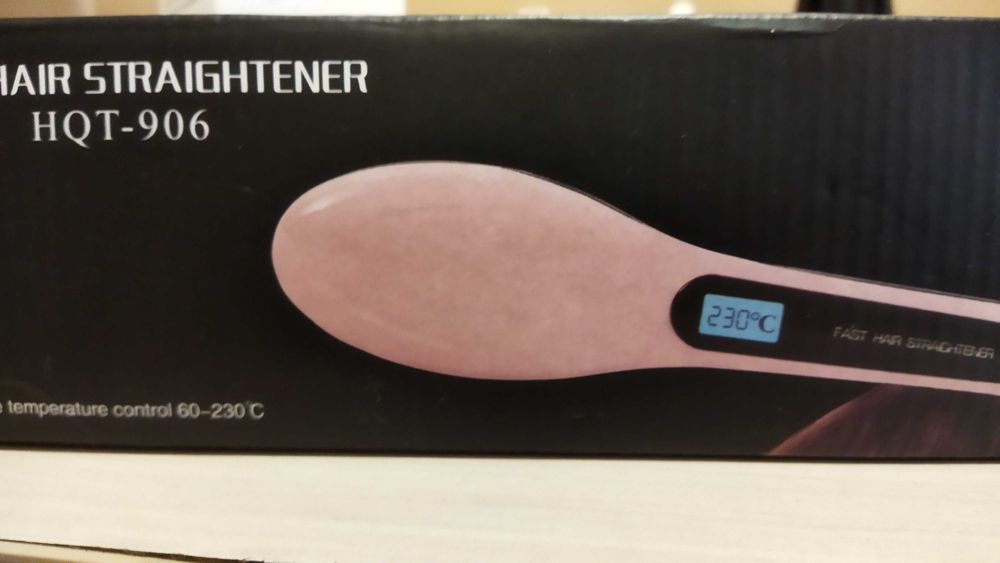 HAIR STRAIGHTENER
HQT-906
230°C
FAST HAIR STRAIGHTENER
temperature control 60-230°C